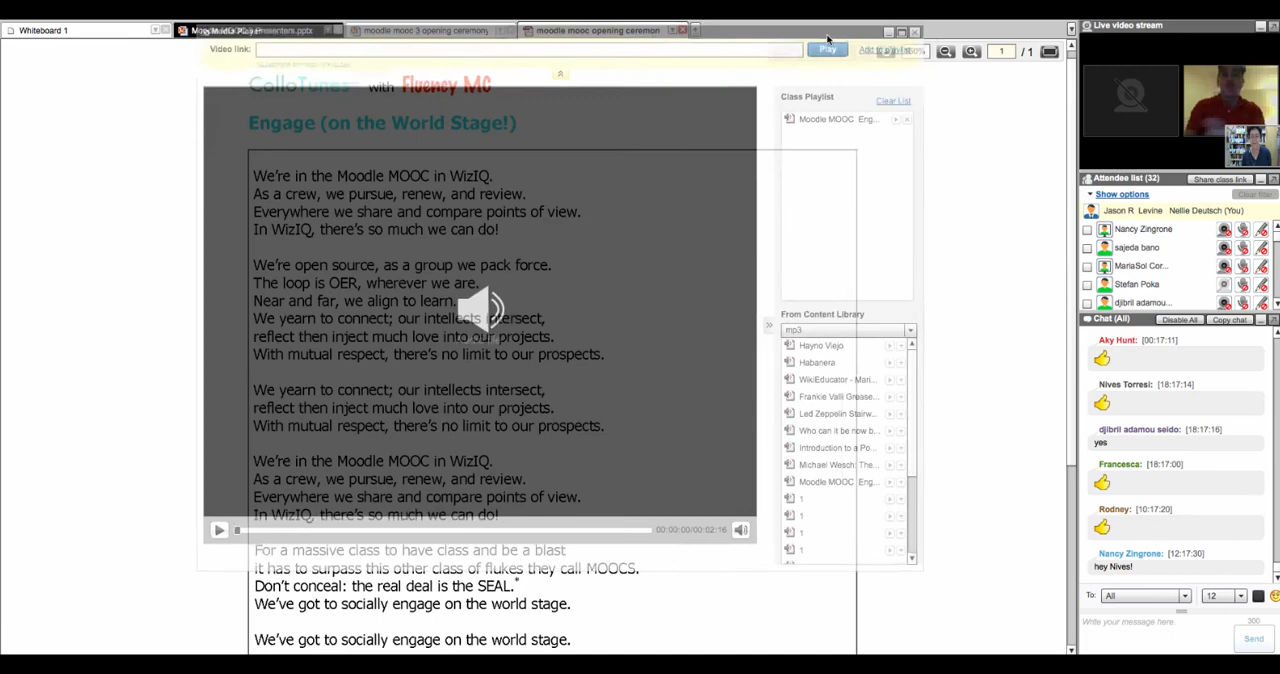 Whiteboard 1
moodle mooc 3 opening ceremony
moodle mooc opening ceremon
Video link:
Play
1 / 1
ColloTunes with Fluency MC
Engage (on the World Stage!)
We're in the Moodle MOOC in WizIQ.
As a crew, we pursue, renew, and review.
Everywhere we share and compare points of view.
In WizIQ, there's so much we can do!
We're open source, as a group we pack force.
The loop is OER, wherever we are.
Near and far, we align to learn.
We yearn to connect; our intellects intersect,
reflect then inject much love into our projects.
With mutual respect, there's no limit to our prospects.
We yearn to connect; our intellects intersect,
reflect then inject much love into our projects.
With mutual respect, there's no limit to our prospects.
We're in the Moodle MOOC in WizIQ.
As a crew, we pursue, renew, and review.
Everywhere we share and compare points of view.
In WizIQ, there's so much we can do!
00:00:00/00:02:16
For a massive class to have class and be a blast
it has to surpass this other class of flukes they call MOOCS.
Don't conceal: the real deal is the SEAL.*
We've got to socially engage on the world stage.
We've got to socially engage on the world stage.
Class Playlist
Clear List
Moodle MOOC Eng...
From Content Library
mp3
Hayno Viejo
Habanera
WikiEducator - Mari...
Frankie Valli Grease...
Led Zeppelin Stairw...
Who can it be now b...
Introduction to a Po...
Michael Wesch: The...
Moodle MOOC Eng...
1
1
1
1
Live video stream
Attendee list (32)
Share class link
Show options
Clear filter
Jason R Levine Nellie Deutsch (You)
Nancy Zingrone
sajeda bano
MariaSol Cor...
Stefan Poka
djibril adamou...
Chat (All)
Disable All
Copy chat
Aky Hunt: [00:17:11]
Nives Torresi: [18:17:14]
djibril adamou seido: [18:17:16]
yes
Francesca: [18:17:00]
Rodney: [10:17:20]
Nancy Zingrone: [12:17:30]
hey Nives!
To: All 12
Write your message here.
300
Send